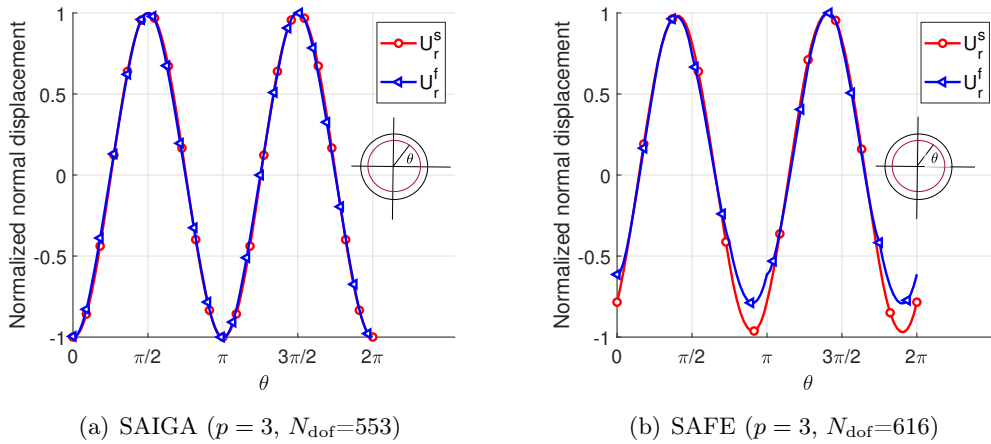 Normalized normal displacement
1
0.5
0
-0.5
-1
0
π/2
π
3π/2
2π
θ
U_r^s
U_r^f
θ
(a) SAIGA (p = 3, N_dof=553)
Normalized normal displacement
1
0.5
0
-0.5
-1
0
π/2
π
3π/2
2π
θ
U_r^s
U_r^f
θ
(b) SAFE (p = 3, N_dof=616)